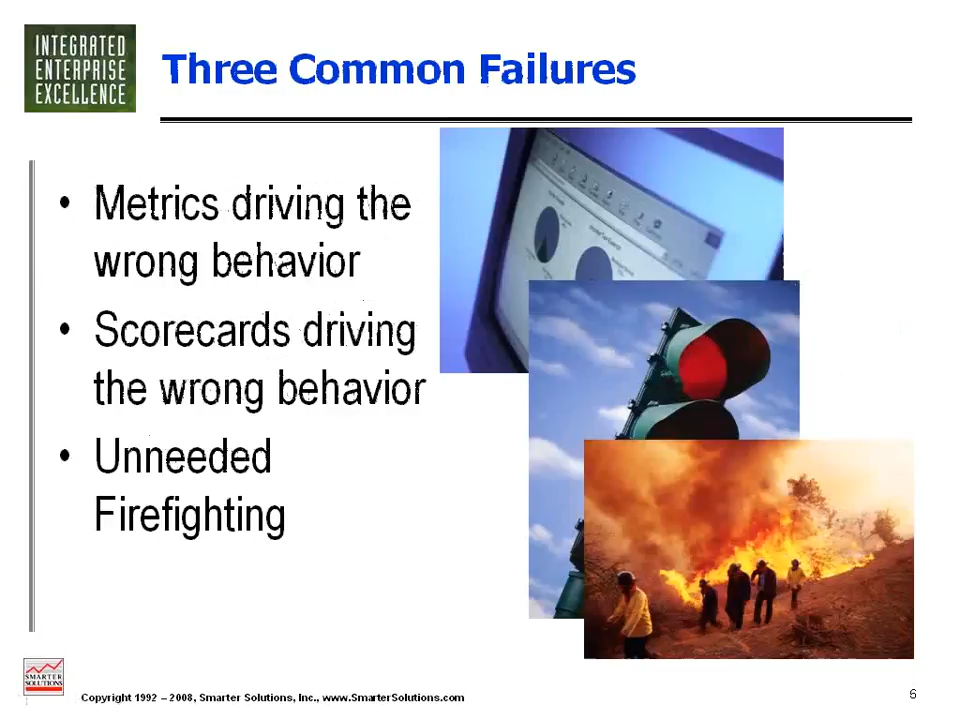 INTEGRATED
ENTERPRISE
EXCELLENCE
Three Common Failures
• Metrics driving the
wrong behavior
• Scorecards driving
the wrong behavior
• Unneeded
Firefighting
SMARTER
SOLUTIONS
Copyright 1992 – 2008, Smarter Solutions, Inc., www.SmarterSolutions.com
6